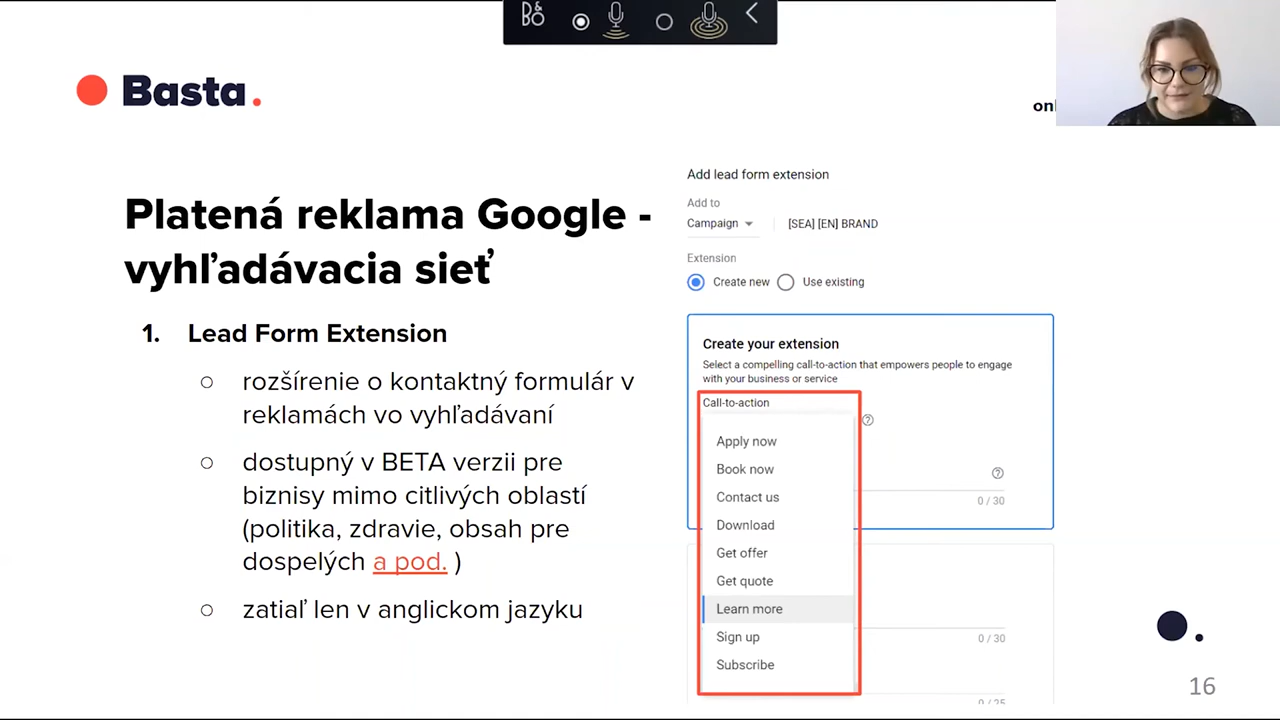 B&O
Basta.
onl
Platená reklama Google -
vyhľadávacia sieť
1. Lead Form Extension
○ rozšírenie o kontaktný formulár v
reklamách vo vyhľadávaní
○ dostupný v BETA verzii pre
biznisy mimo citlivých oblastí
(politika, zdravie, obsah pre
dospelých a pod. )
○ zatiaľ len v anglickom jazyku
Add lead form extension
Add to
Campaign [SEA] [EN] BRAND
Extension
Create new Use existing
Create your extension
Select a compelling call-to-action that empowers people to engage
with your business or service
Call-to-action
Apply now
Book now
Contact us
0 / 30
Download
Get offer
Get quote
Learn more
Sign up
0 / 30
Subscribe
0 / 25
16